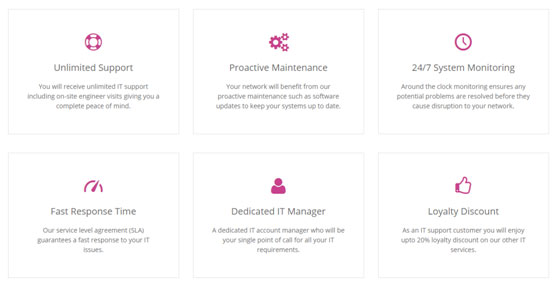 Unlimited Support
You will receive unlimited IT support
including on-site engineer visits giving you a
complete peace of mind.
Proactive Maintenance
Your network will benefit from our
proactive maintenance such as software
updates to keep your systems up to date.
24/7 System Monitoring
Around the clock monitoring ensures any
potential problems are resolved before they
cause disruption to your network.
Fast Response Time
Our service level agreement (SLA)
guarantees a fast response to your IT
issues.
Dedicated IT Manager
A dedicated IT account manager who will be
your single point of call for all your IT
requirements.
Loyalty Discount
As an IT support customer you will enjoy
upto 20% loyalty discount on our other IT
services.